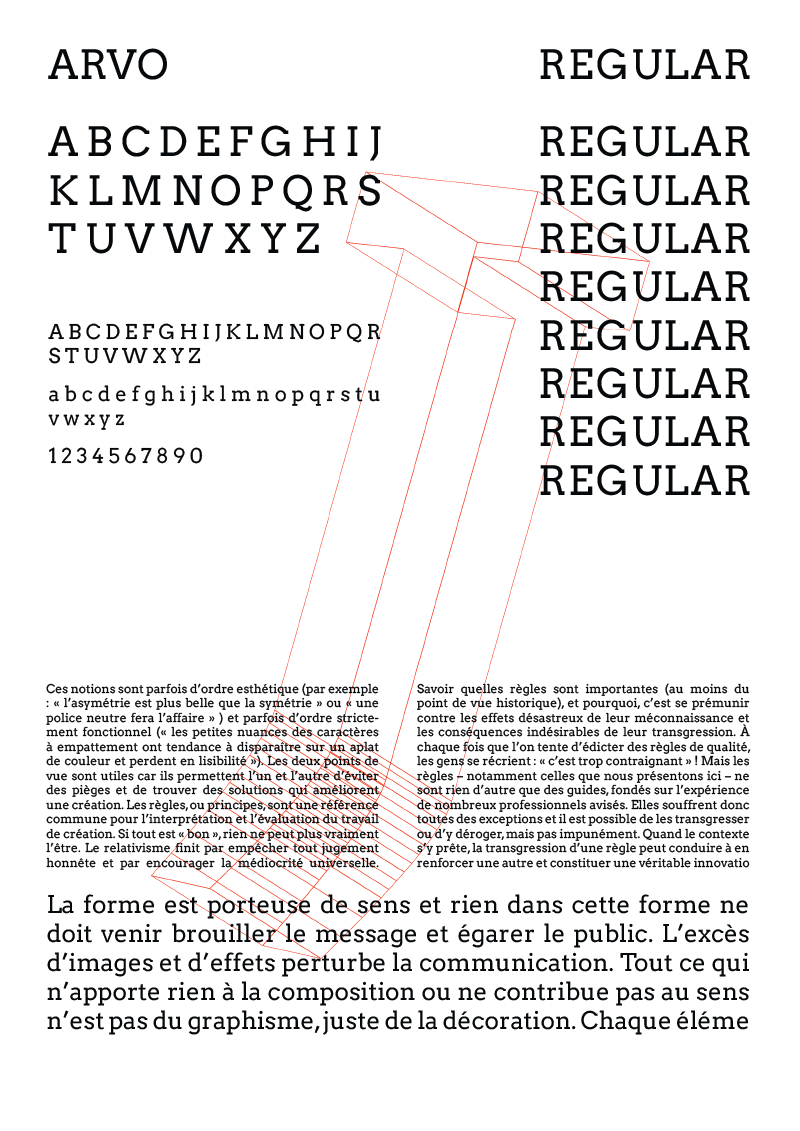 ARVO
REGULAR
A B C D E F G H I J
K L M N O P Q R S
T U V W X Y Z
REGULAR
REGULAR
REGULAR
REGULAR
REGULAR
REGULAR
REGULAR
REGULAR
A B C D E F G H I J K L M N O P Q R
S T U V W X Y Z
a b c d e f g h i j k l m n o p q r s t u
v w x y z
1 2 3 4 5 6 7 8 9 0
Ces notions sont parfois d’ordre esthétique (par exemple
: « l’asymétrie est plus belle que la symétrie » ou « une
police neutre fera l’affaire » ) et parfois d’ordre stricte-
ment fonctionnel (« les petites nuances des caractères
à empattement ont tendance à disparaître sur un aplat
de couleur et perdent en lisibilité »). Les deux points de
vue sont utiles car ils permettent l’un et l’autre d’éviter
des pièges et de trouver des solutions qui améliorent
une création. Les règles, ou principes, sont une référence
commune pour l’interprétation et l’évaluation du travail
de création. Si tout est « bon », rien ne peut plus vraiment
l’être. Le relativisme finit par empêcher tout jugement
honnête et par encourager la médiocrité universelle.
Savoir quelles règles sont importantes (au moins du
point de vue historique), et pourquoi, c’est se prémunir
contre les effets désastreux de leur méconnaissance et
les conséquences indésirables de leur transgression. À
chaque fois que l’on tente d’édicter des règles de qualité,
les gens se récrient : « c’est trop contraignant » ! Mais les
règles – notamment celles que nous présentons ici – ne
sont rien d’autre que des guides, fondés sur l’expérience
de nombreux professionnels avisés. Elles souffrent donc
toutes des exceptions et il est possible de les transgresser
ou d’y déroger, mais pas impunément. Quand le contexte
s’y prête, la transgression d’une règle peut conduire à en
renforcer une autre et constituer une véritable innovatio
La forme est porteuse de sens et rien dans cette forme ne
doit venir brouiller le message et égarer le public. L’excès
d’images et d’effets perturbe la communication. Tout ce qui
n’apporte rien à la composition ou ne contribue pas au sens
n’est pas du graphisme, juste de la décoration. Chaque éléme